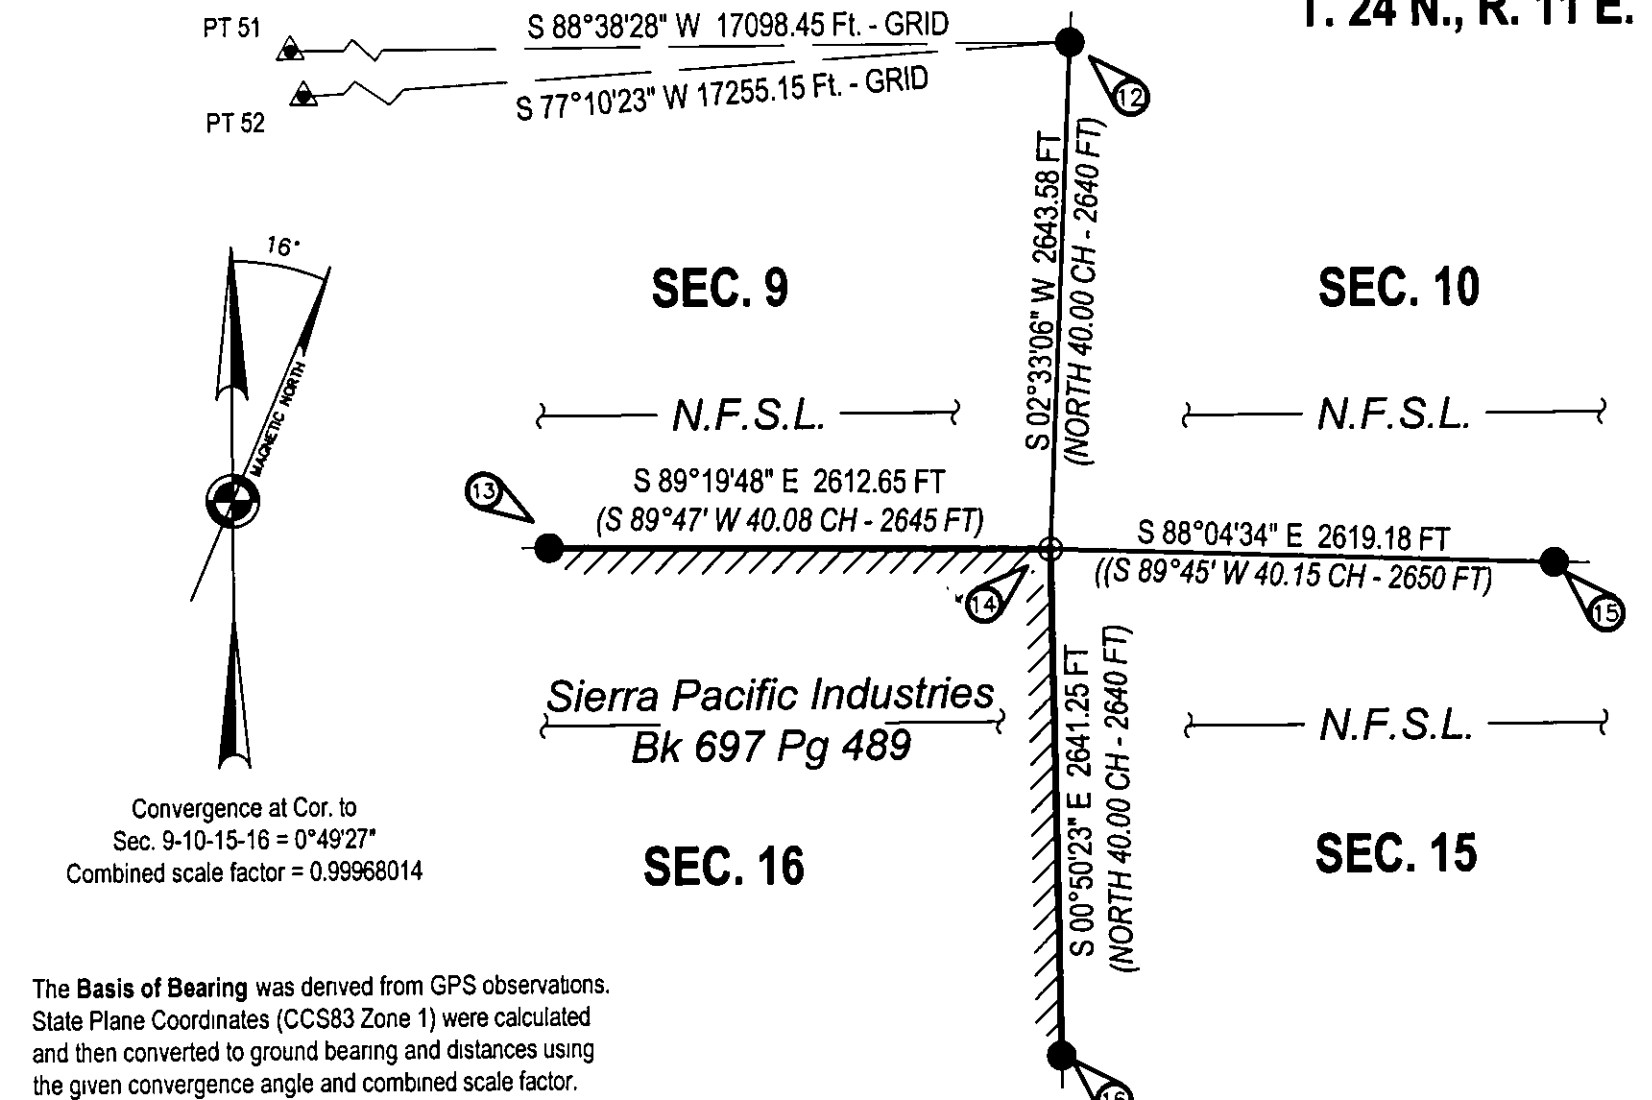 T. 24 N., R. 11 E.
PT 51
S 88°38'28" W 17098.45 Ft. - GRID
PT 52
S 77°10'23" W 17255.15 Ft. - GRID
12
S 02°33'06" W 2643.58 FT
(NORTH 40.00 CH - 2640 FT)
16°
MAGNETIC NORTH
SEC. 9
SEC. 10
N.F.S.L.
N.F.S.L.
13
S 89°19'48" E 2612.65 FT
(S 89°47' W 40.08 CH - 2645 FT)
S 88°04'34" E 2619.18 FT
((S 89°45' W 40.15 CH - 2650 FT)
14
15
Sierra Pacific Industries
Bk 697 Pg 489
N.F.S.L.
S 00°50'23" E 2641.25 FT
(NORTH 40.00 CH - 2640 FT)
SEC. 16
SEC. 15
Convergence at Cor. to
Sec. 9-10-15-16 = 0°49'27"
Combined scale factor = 0.99968014
The Basis of Bearing was derived from GPS observations.
State Plane Coordinates (CCS83 Zone 1) were calculated
and then converted to ground bearing and distances using
the given convergence angle and combined scale factor.
16